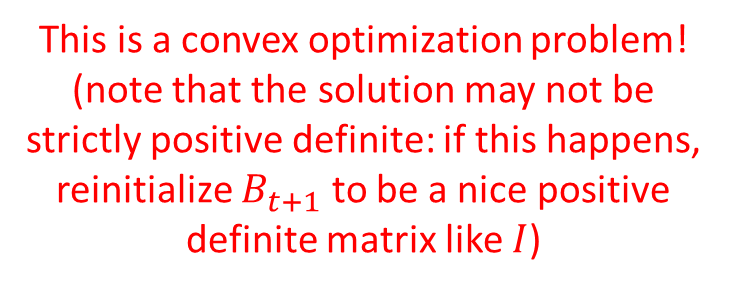 This is a convex optimization problem!
(note that the solution may not be
strictly positive definite: if this happens,
reinitialize $B_{t+1}$ to be a nice positive
definite matrix like $I$)